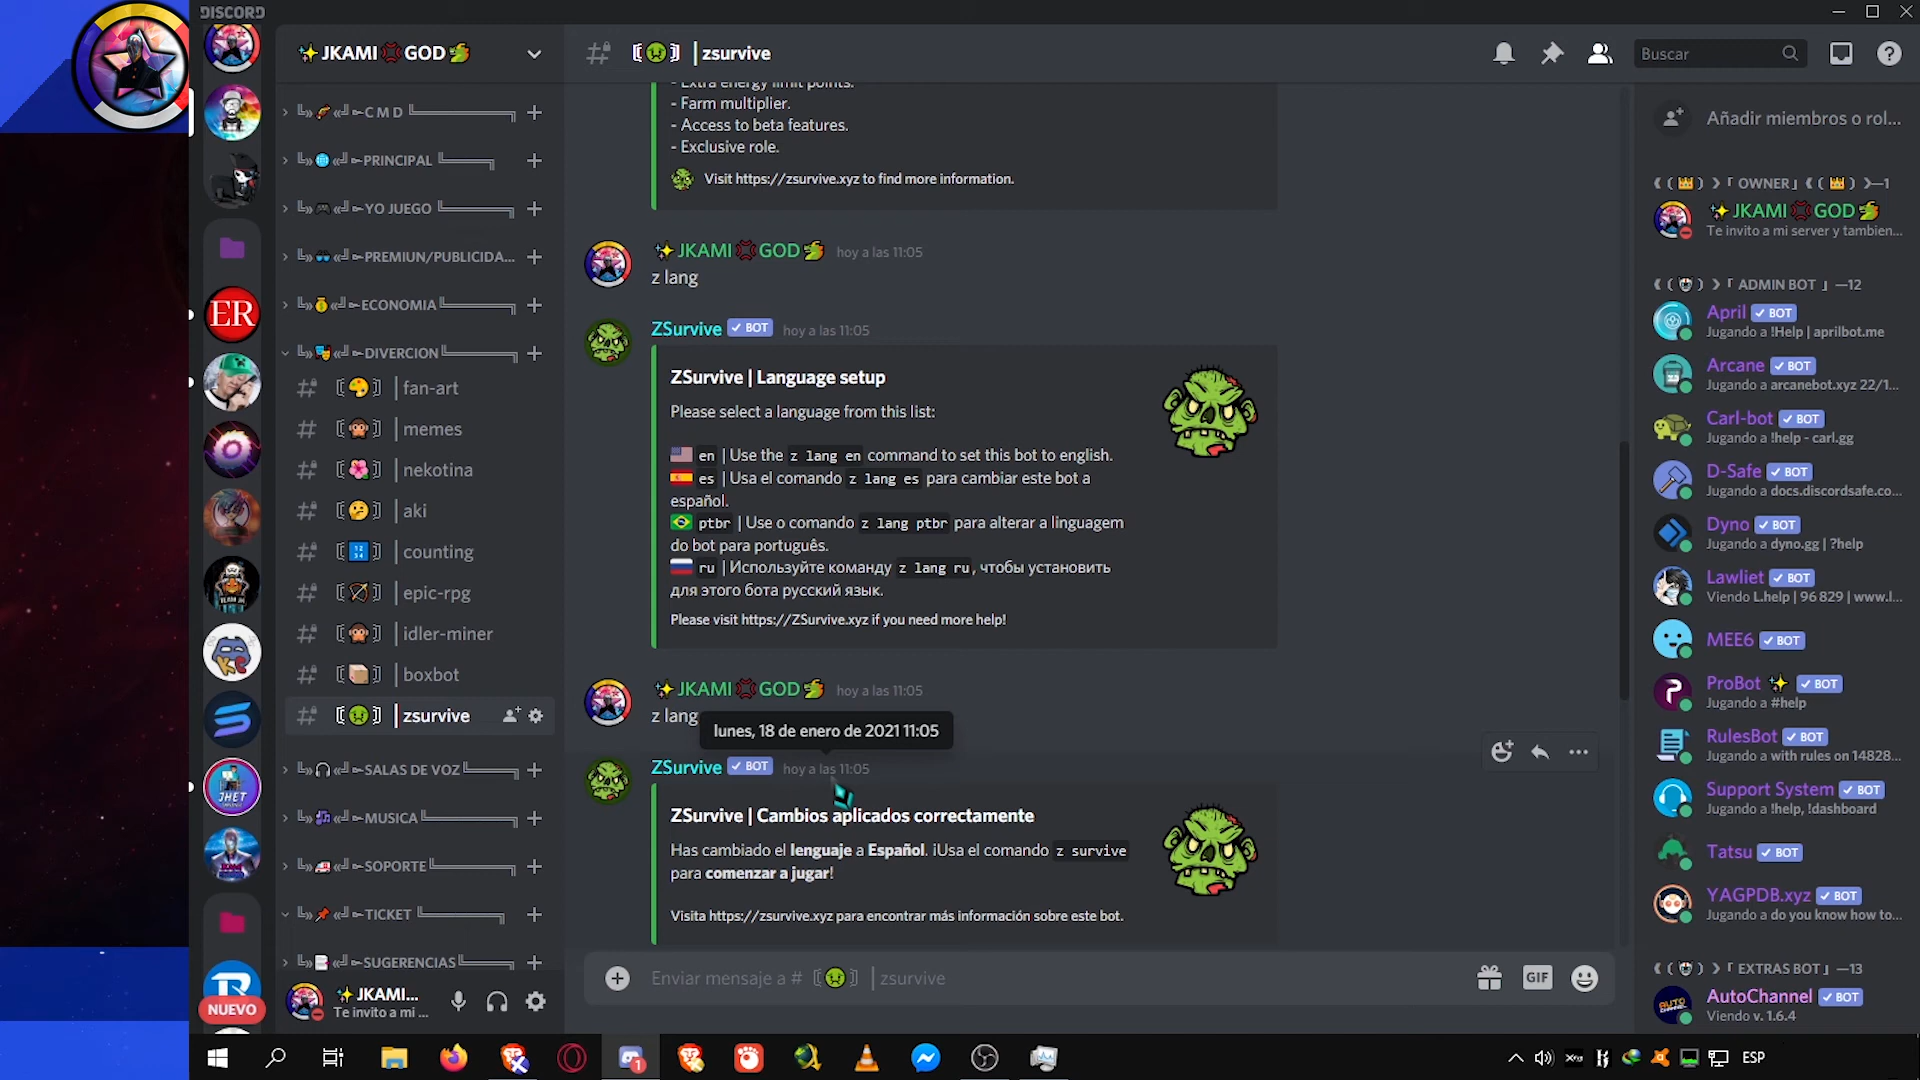 DISCORD
JKAMI GOD
| zsurvive
Buscar
CMD
PRINCIPAL
YO JUEGO
PREMIUN/PUBLICIDA...
ECONOMIA
DIVERCION
| fan-art
| memes
| nekotina
| aki
| counting
| epic-rpg
| idler-miner
| boxbot
| zsurvive
SALAS DE VOZ
MUSICA
SOPORTE
TICKET
SUGERENCIAS
ER
JHET
NUEVO
JKAMI...
Te invito a mi ...
- Extra energy limit points.
- Farm multiplier.
- Access to beta features.
- Exclusive role.
Visit https://zsurvive.xyz to find more information.
JKAMI GOD hoy a las 11:05
z lang
ZSurvive BOT hoy a las 11:05
ZSurvive | Language setup
Please select a language from this list:
en | Use the z lang en command to set this bot to english.
es | Usa el comando z lang es para cambiar este bot a
español.
ptbr | Use o comando z lang ptbr para alterar a linguagem
do bot para português.
ru | Используйте команду z lang ru, чтобы установить
для этого бота русский язык.
Please visit https://ZSurvive.xyz if you need more help!
JKAMI GOD hoy a las 11:05
z lang
lunes, 18 de enero de 2021 11:05
ZSurvive BOT hoy a las 11:05
ZSurvive | Cambios aplicados correctamente
Has cambiado el lenguaje a Español. ¡Usa el comando z survive
para comenzar a jugar!
Visita https://zsurvive.xyz para encontrar más información sobre este bot.
Enviar mensaje a # | zsurvive
GIF
Añadir miembros o rol...
OWNER —1
JKAMI GOD
Te invito a mi server y tambien...
ADMIN BOT —12
April BOT
Jugando a !Help | aprilbot.me
Arcane BOT
Jugando a arcanebot.xyz 22/1...
Carl-bot BOT
Jugando a !help - carl.gg
D-Safe BOT
Jugando a docs.discordsafe.co...
Dyno BOT
Jugando a dyno.gg | ?help
Lawliet BOT
Viendo L.help | 96 829 | www.l...
MEE6 BOT
ProBot BOT
Jugando a #help
RulesBot BOT
Jugando a with rules on 14828...
Support System BOT
Jugando a !help, !dashboard
Tatsu BOT
YAGPDB.xyz BOT
Jugando a do you know how to...
EXTRAS BOT —13
AutoChannel BOT
Viendo v. 1.6.4
1
ESP